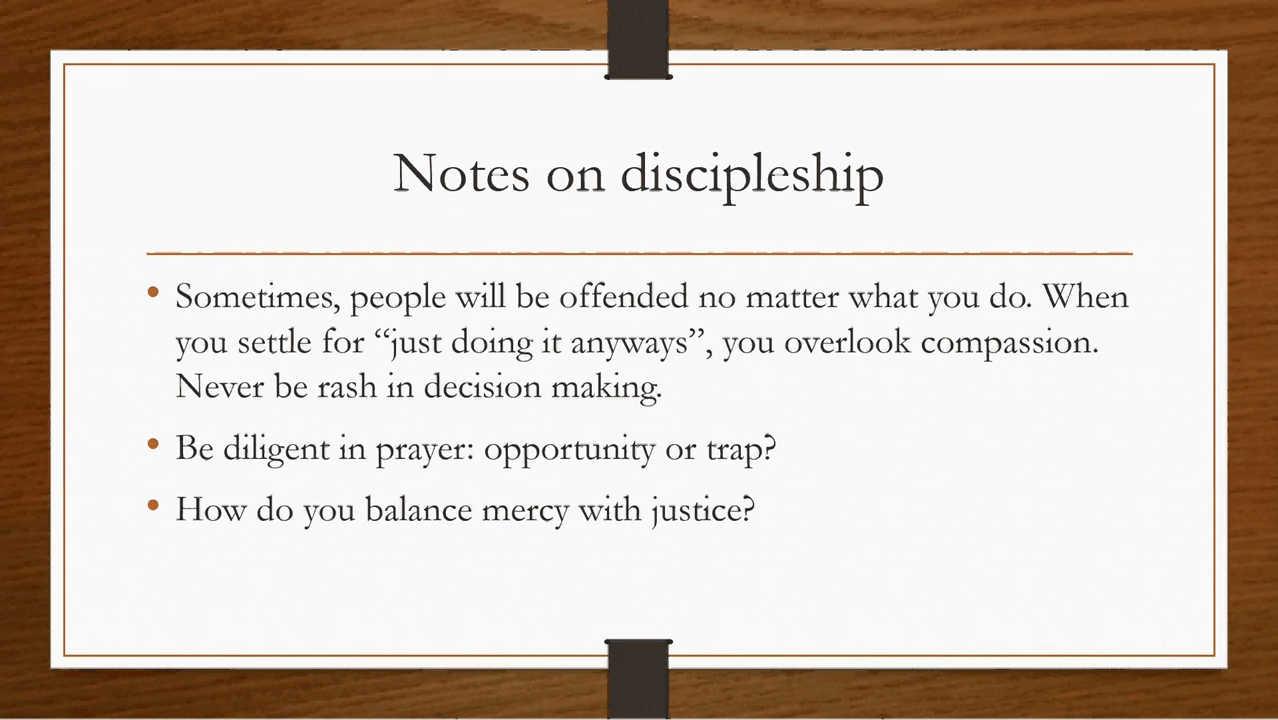 Notes on discipleship
• Sometimes, people will be offended no matter what you do. When
you settle for “just doing it anyways”, you overlook compassion.
Never be rash in decision making.
• Be diligent in prayer: opportunity or trap?
• How do you balance mercy with justice?